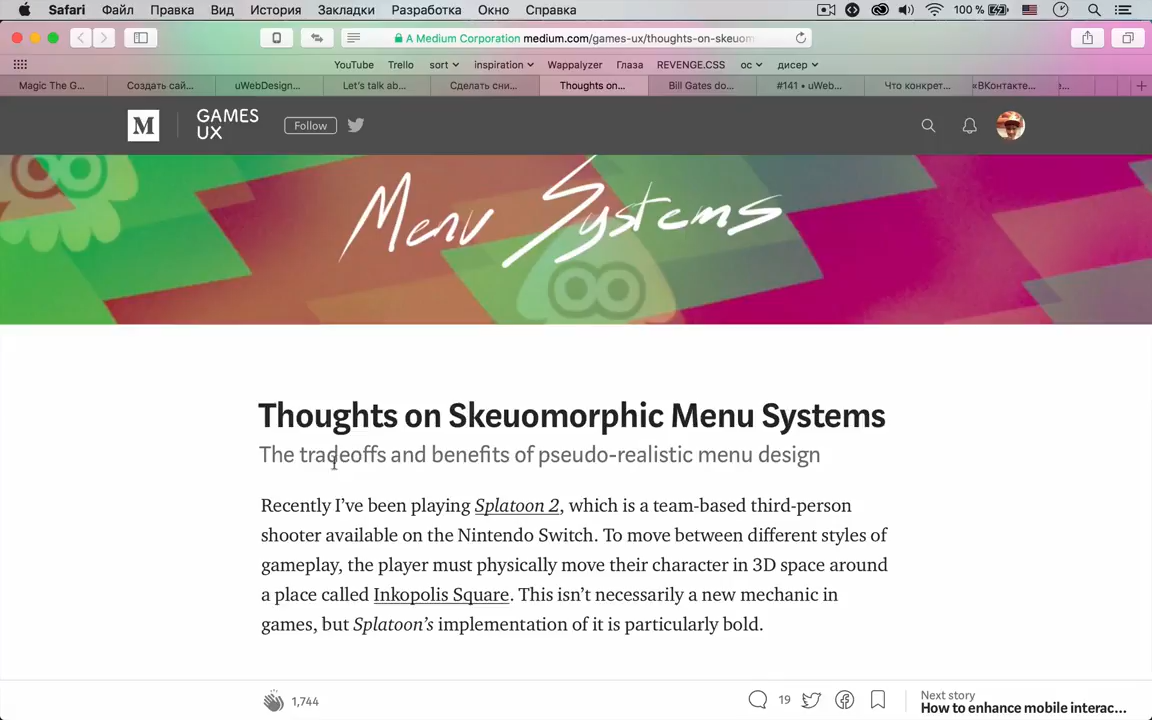 Safari Файл Правка Вид История Закладки Разработка Окно Справка 100 %
A Medium Corporation medium.com/games-ux/thoughts-on-skeuom
YouTube Trello sort inspiration Wappalyzer Глаза REVENGE.CSS ос дисер
Magic The G... Создать сай... uWebDesign... Let's talk ab... Сделать сни... Thoughts on... Bill Gates do... #141 • uWeb... Что конкрет... «ВКонтакте... е...
M GAMES UX Follow
Menu Systems
Thoughts on Skeuomorphic Menu Systems
The tradeoffs and benefits of pseudo-realistic menu design
Recently I've been playing Splatoon 2, which is a team-based third-person
shooter available on the Nintendo Switch. To move between different styles of
gameplay, the player must physically move their character in 3D space around
a place called Inkopolis Square. This isn't necessarily a new mechanic in
games, but Splatoon's implementation of it is particularly bold.
1,744 19
Next story
How to enhance mobile interac...